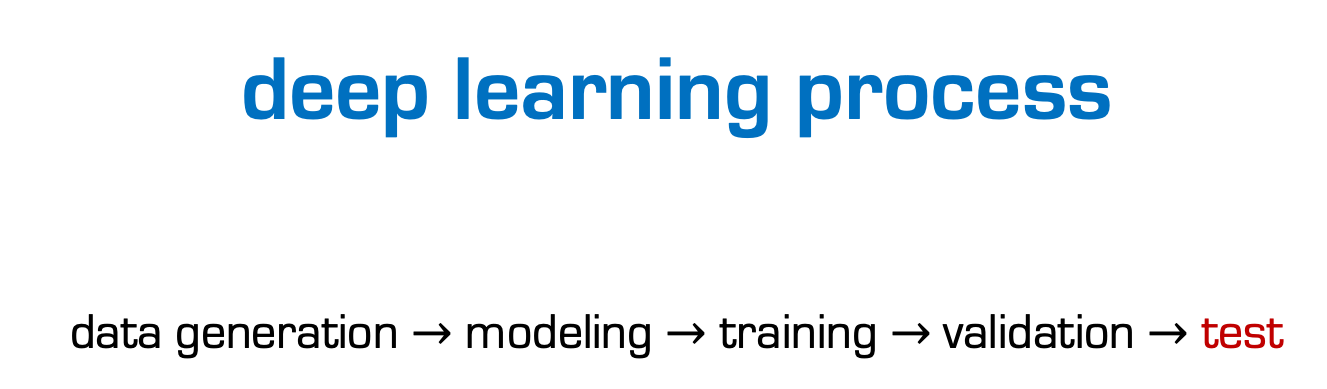 deep learning process
data generation → modeling → training → validation → test